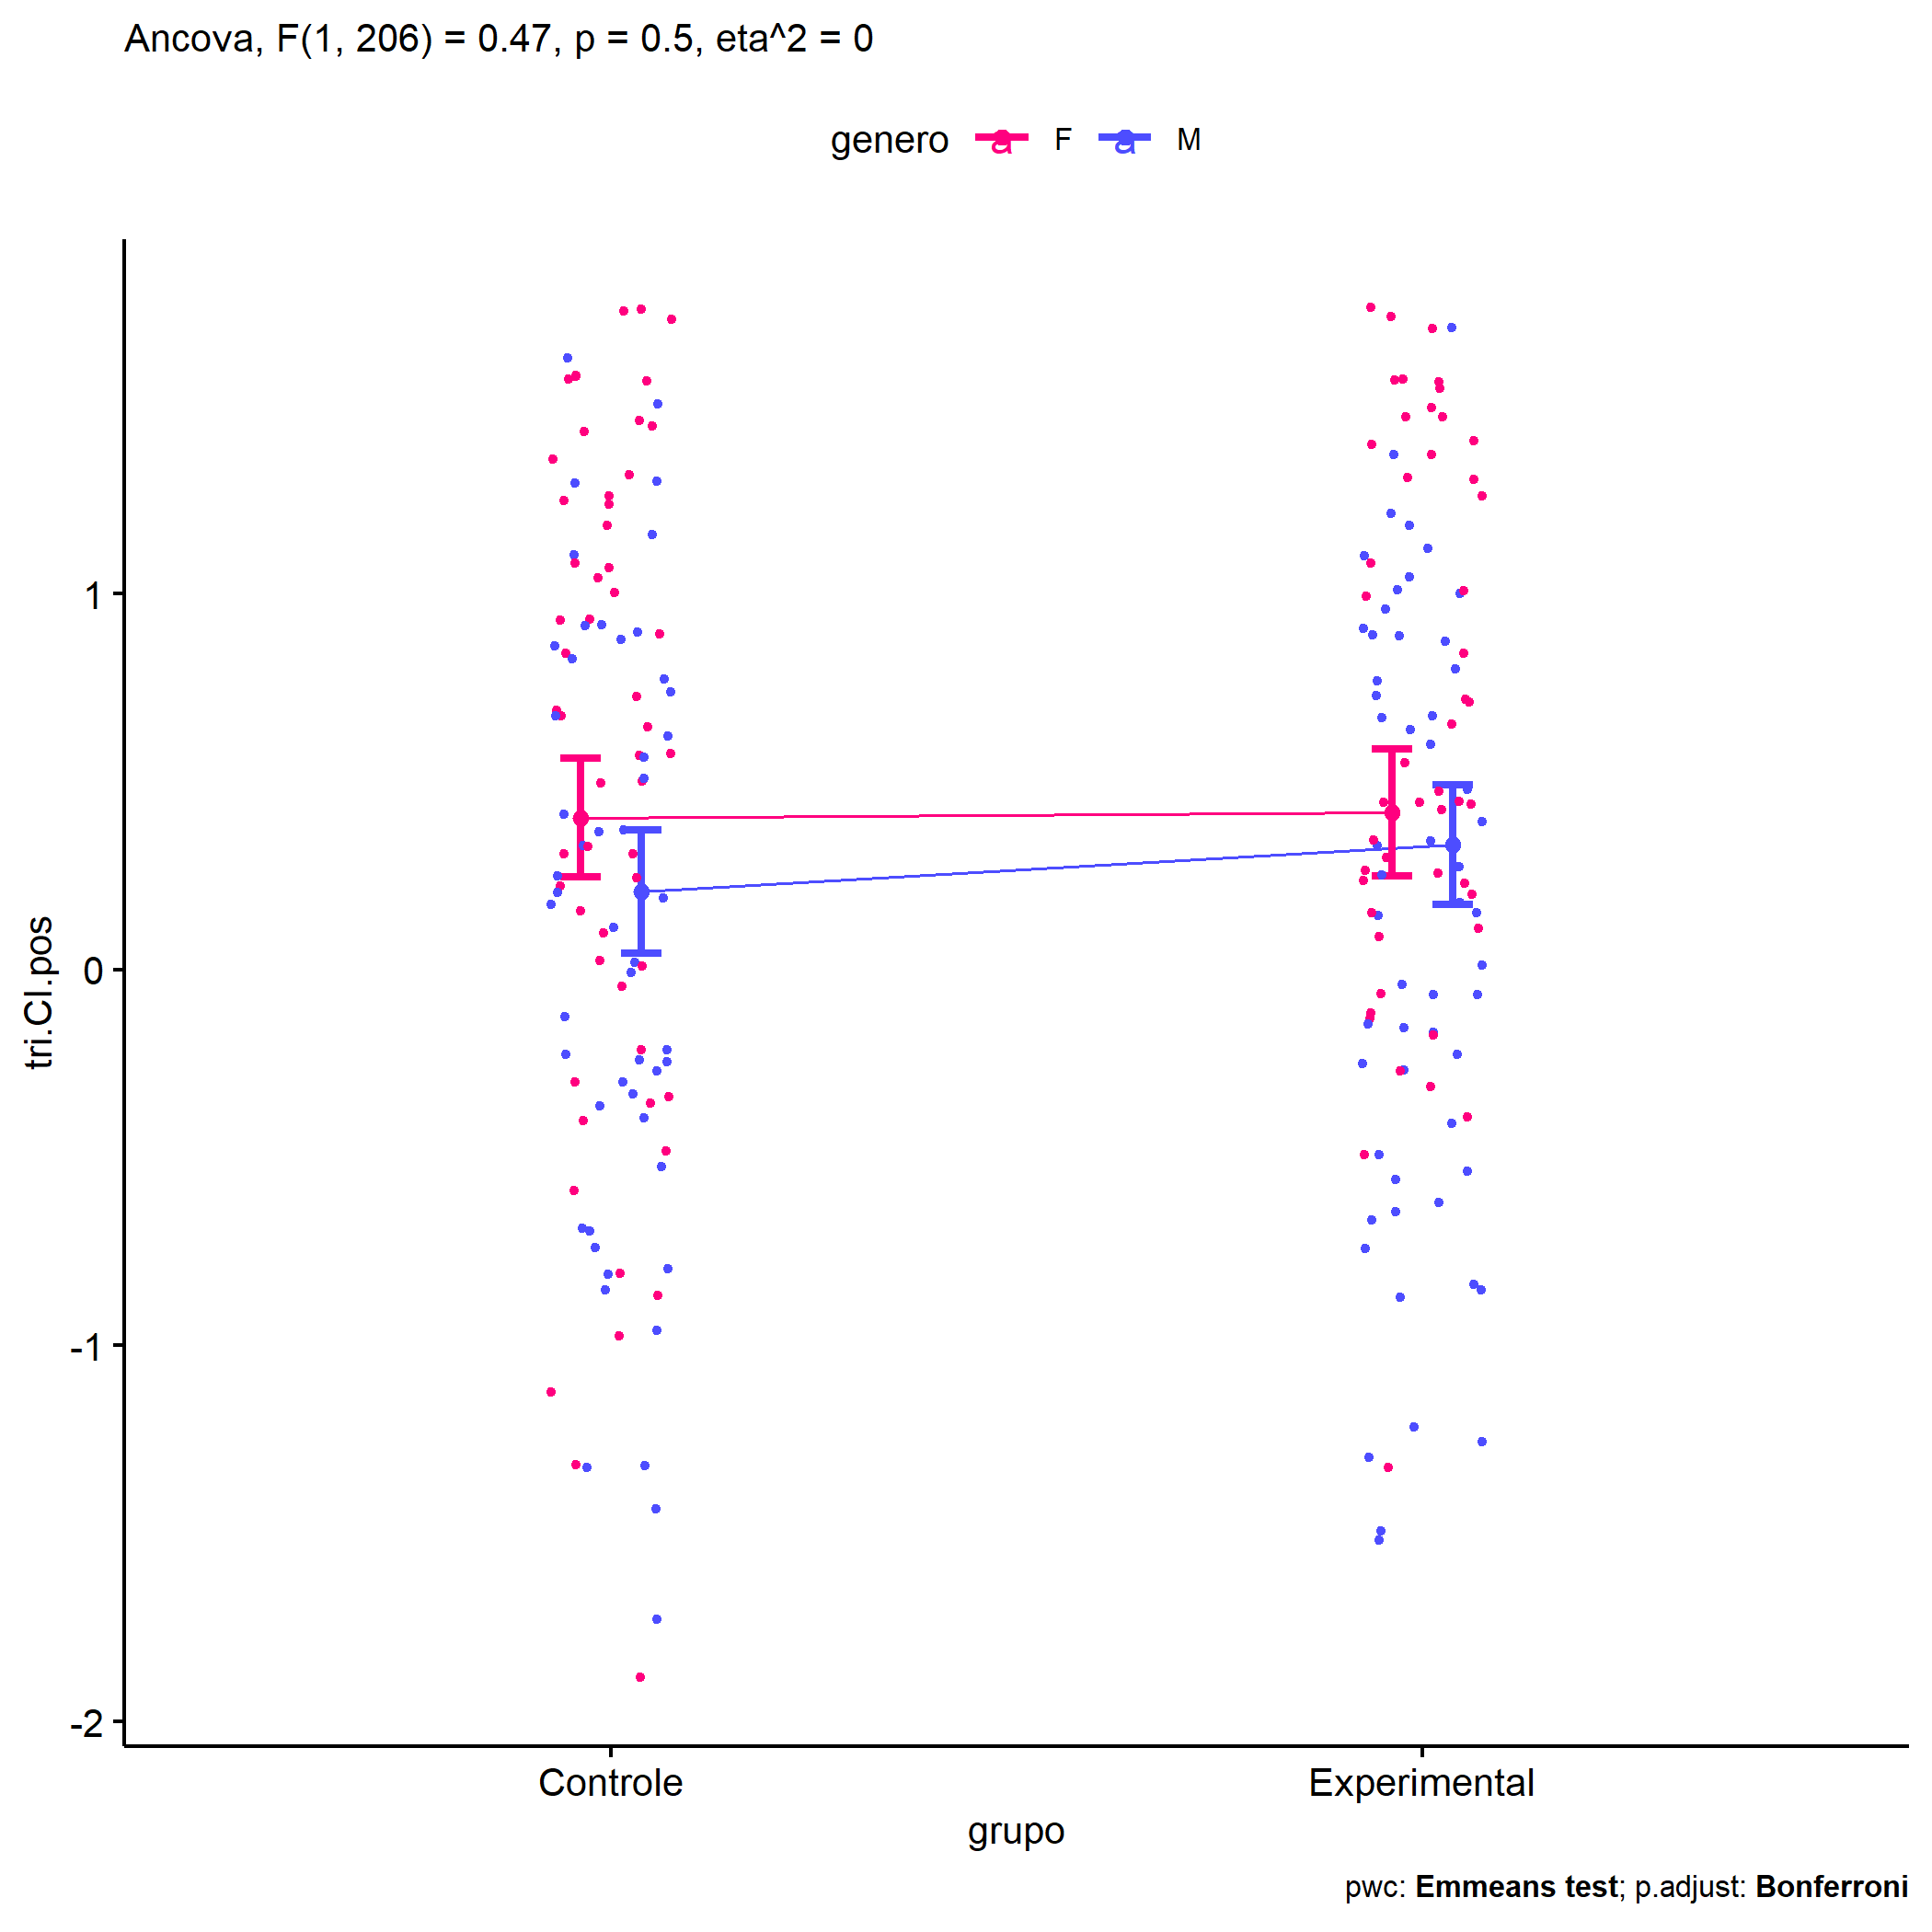 Ancova, F(1, 206) = 0.47, p = 0.5, eta^2 = 0
genero a F a M
tri.CI.pos
1
0
-1
-2
Controle Experimental
grupo
pwc: Emmeans test; p.adjust: Bonferroni